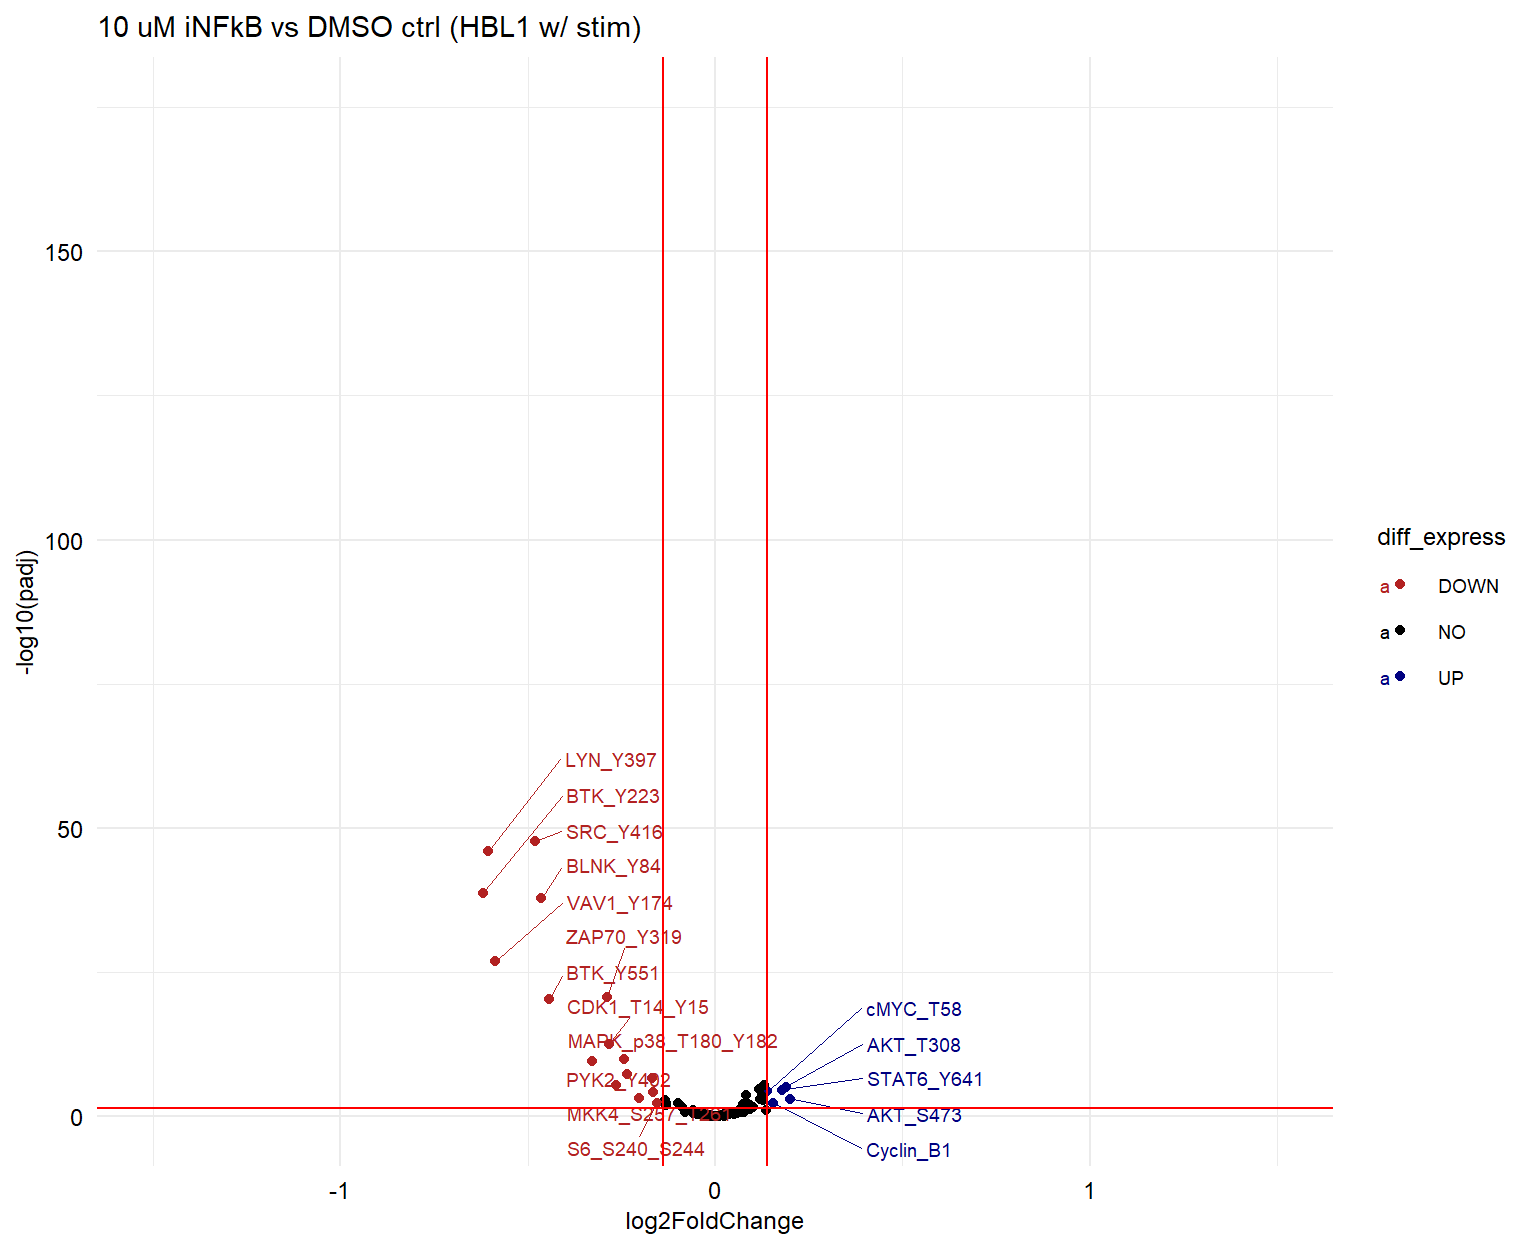 10 uM iNFkB vs DMSO ctrl (HBL1 w/ stim)
150
100
50
0
-log10(padj)
LYN_Y397
BTK_Y223
SRC_Y416
BLNK_Y84
VAV1_Y174
ZAP70_Y319
BTK_Y551
CDK1_T14_Y15
MAPK_p38_T180_Y182
PYK2_Y402
MKK4_S257_T261
S6_S240_S244
cMYC_T58
AKT_T308
STAT6_Y641
AKT_S473
Cyclin_B1
-1
0
1
log2FoldChange
diff_express
a DOWN
a NO
a UP